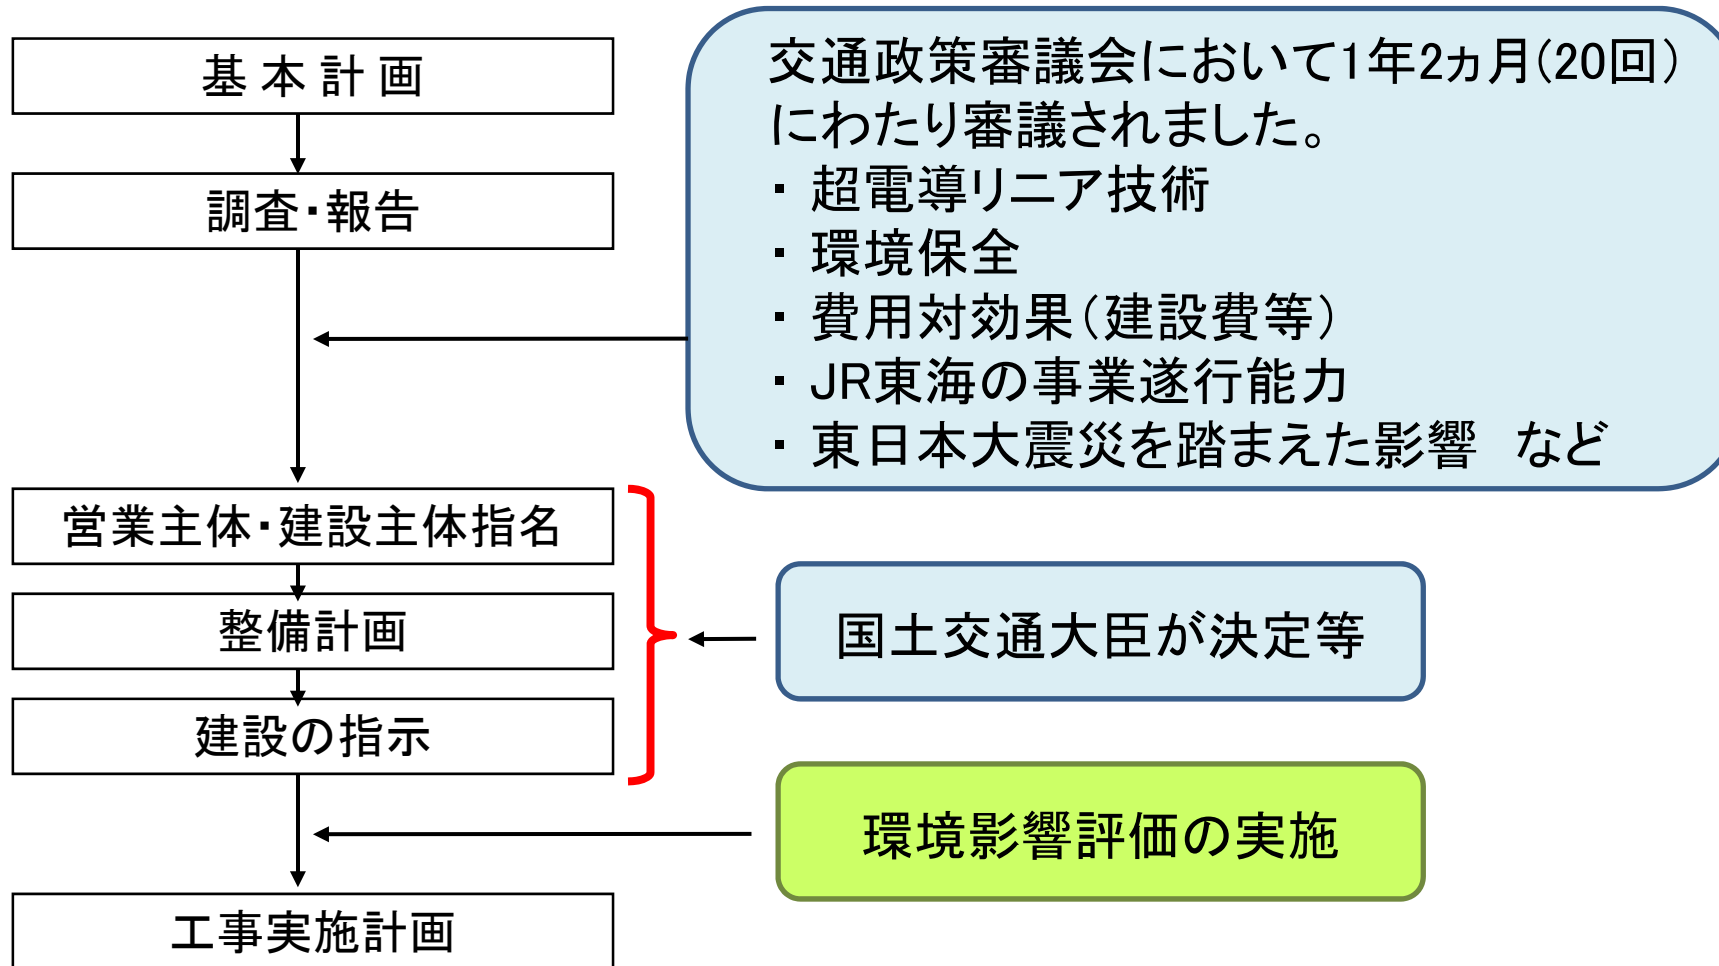 基本計画
調査・報告
交通政策審議会において1年2ヵ月(20回)
にわたり審議されました。
・ 超電導リニア技術
・ 環境保全
・ 費用対効果(建設費等)
・ JR東海の事業遂行能力
・ 東日本大震災を踏まえた影響　など
営業主体・建設主体指名
整備計画
建設の指示
国土交通大臣が決定等
環境影響評価の実施
工事実施計画